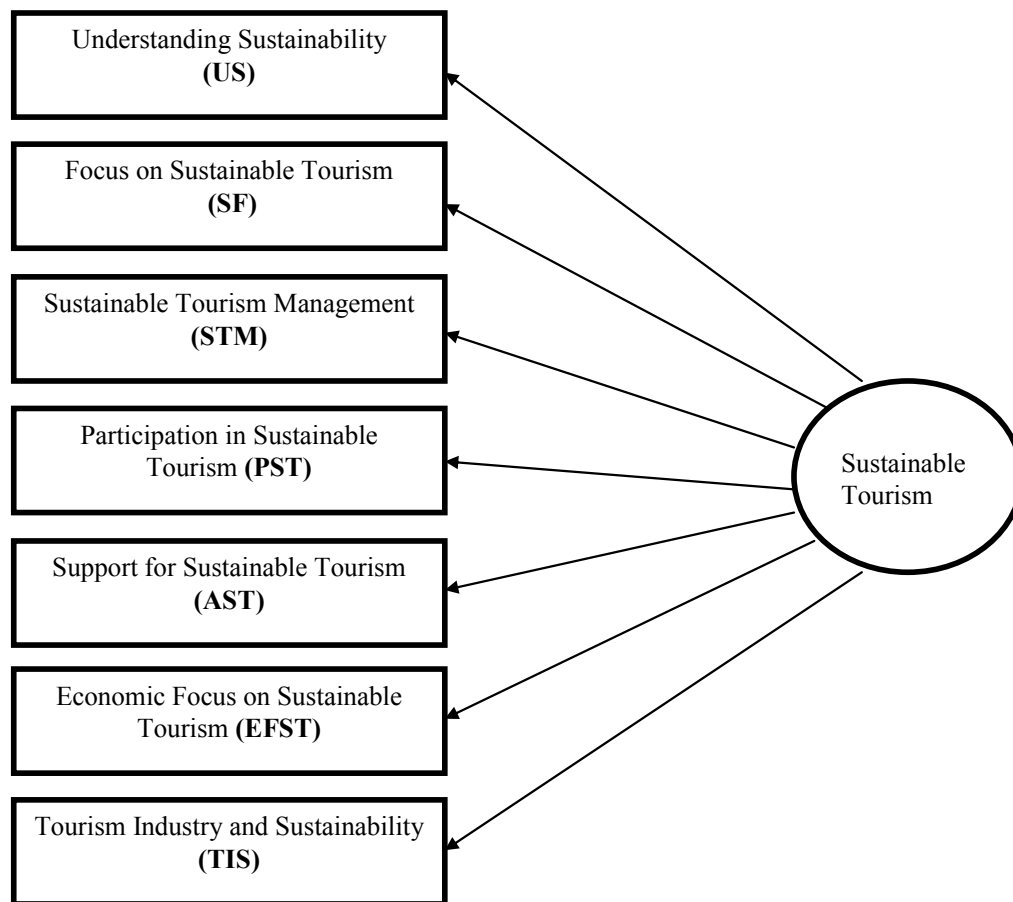 Understanding Sustainability
(US)
Focus on Sustainable Tourism
(SF)
Sustainable Tourism Management
(STM)
Participation in Sustainable
Tourism (PST)
Support for Sustainable Tourism
(AST)
Economic Focus on Sustainable
Tourism (EFST)
Tourism Industry and Sustainability
(TIS)
Sustainable
Tourism